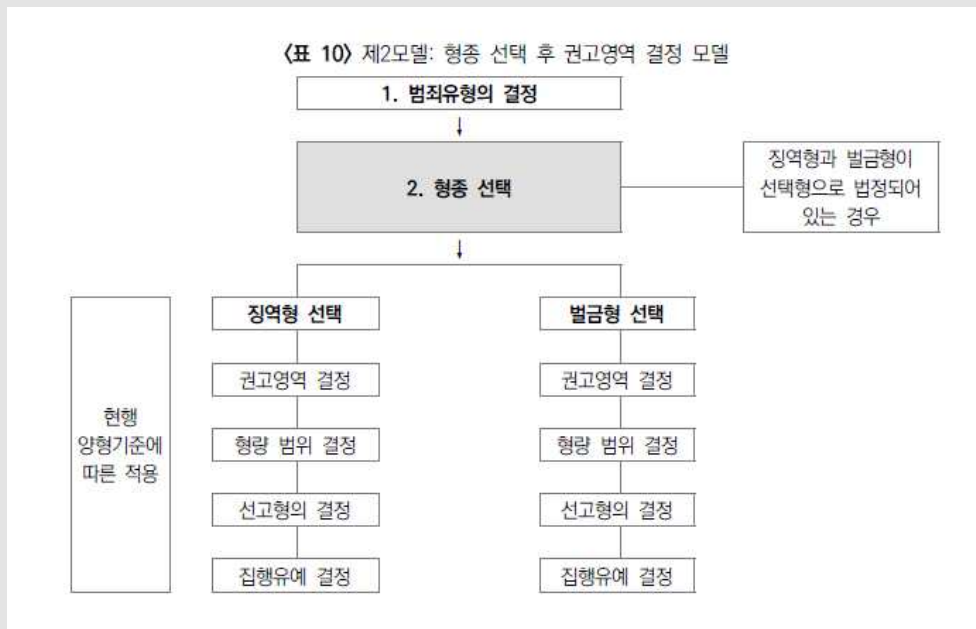 〈표 10〉 제2모델: 형종 선택 후 권고영역 결정 모델
1. 범죄유형의 결정
↓
2. 형종 선택
징역형과 벌금형이
선택형으로 법정되어
있는 경우
↓
현행
양형기준에
따른 적용
징역형 선택
권고영역 결정
형량 범위 결정
선고형의 결정
집행유예 결정
벌금형 선택
권고영역 결정
형량 범위 결정
선고형의 결정
집행유예 결정